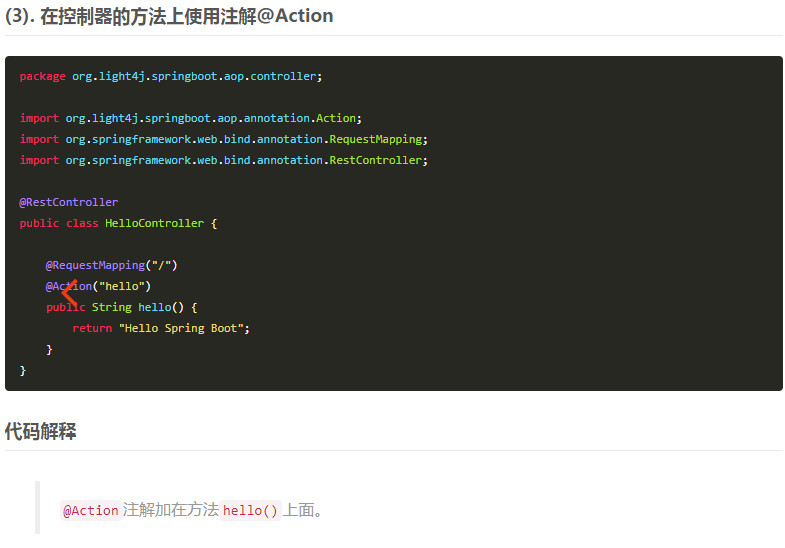 (3). 在控制器的方法上使用注解@Action
package org.light4j.springboot.aop.controller;
import org.light4j.springboot.aop.annotation.Action;
import org.springframework.web.bind.annotation.RequestMapping;
import org.springframework.web.bind.annotation.RestController;
@RestController
public class HelloController {
@RequestMapping("/")
@Action("hello")
public String hello() {
return "Hello Spring Boot";
}
}
代码解释
@Action注解加在方法hello()上面。